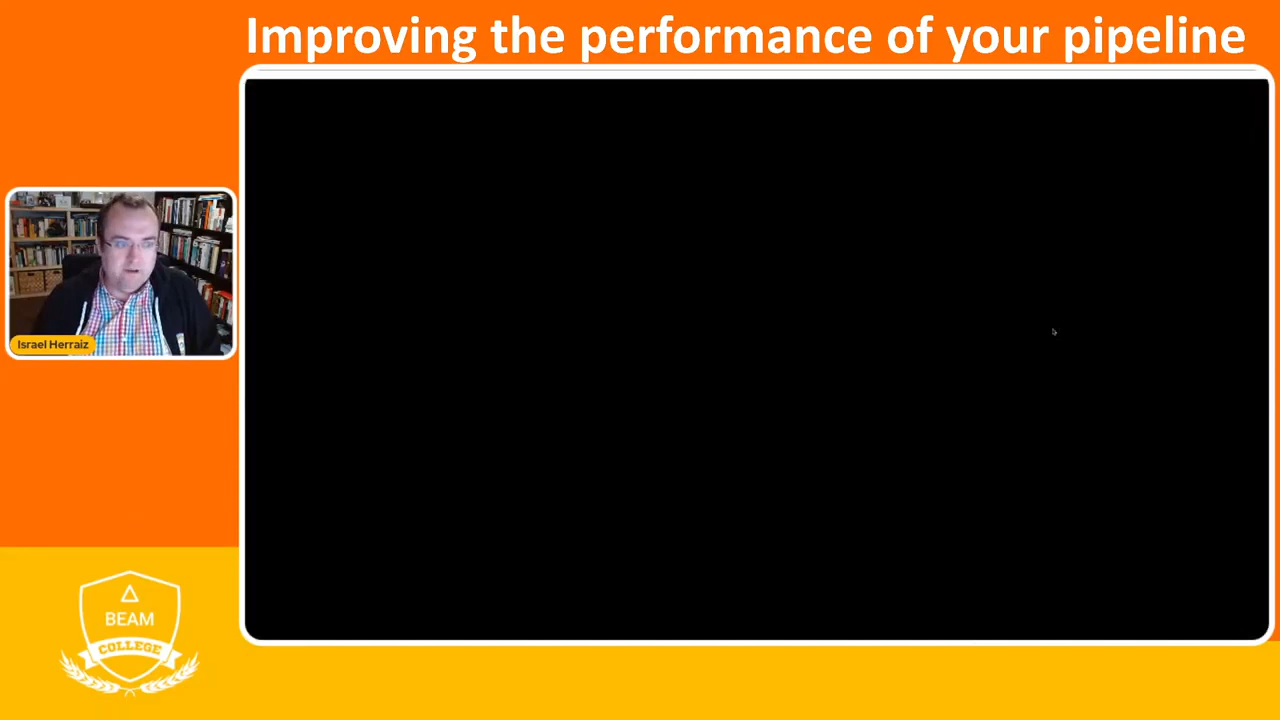 Improving the performance of your pipeline
Israel Herraiz
BEAM
COLLEGE